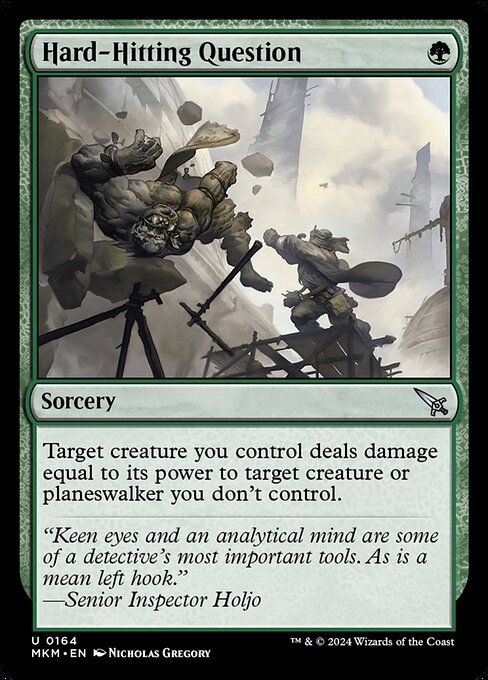 Hard-Hitting Question
Sorcery
Target creature you control deals damage
equal to its power to target creature or
planeswalker you don't control.
"Keen eyes and an analytical mind are some
of a detective's most important tools. As is a
mean left hook."
—Senior Inspector Holjo
U 0164
™ & © 2024 Wizards of the Coast
MKM • EN Nicholas Gregory